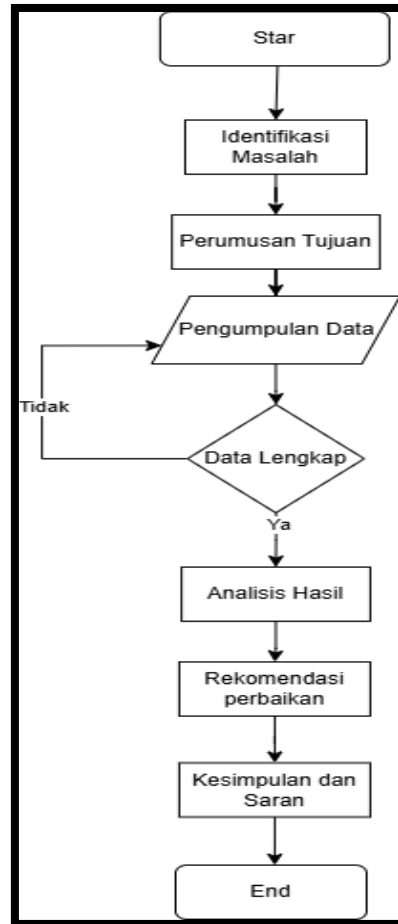 Star
Identifikasi
Masalah
Perumusan Tujuan
Pengumpulan Data
Tidak
Data Lengkap
Ya
Analisis Hasil
Rekomendasi
perbaikan
Kesimpulan dan
Saran
End